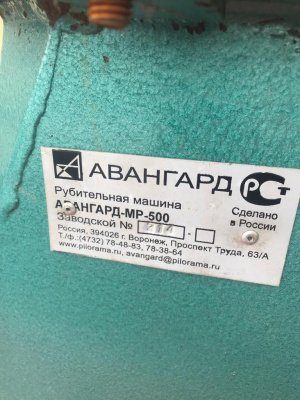 АВАНГАРД РСТ
Рубительная машина
АВАНГАРД-МР-500
Сделано в России
Заводской №
Россия, 394026 г. Воронеж, Проспект Труда, 63/А
Т./ф.:(4732) 78-48-83, 78-38-64
www.pilorama.ru, avangard@pilorama.ru